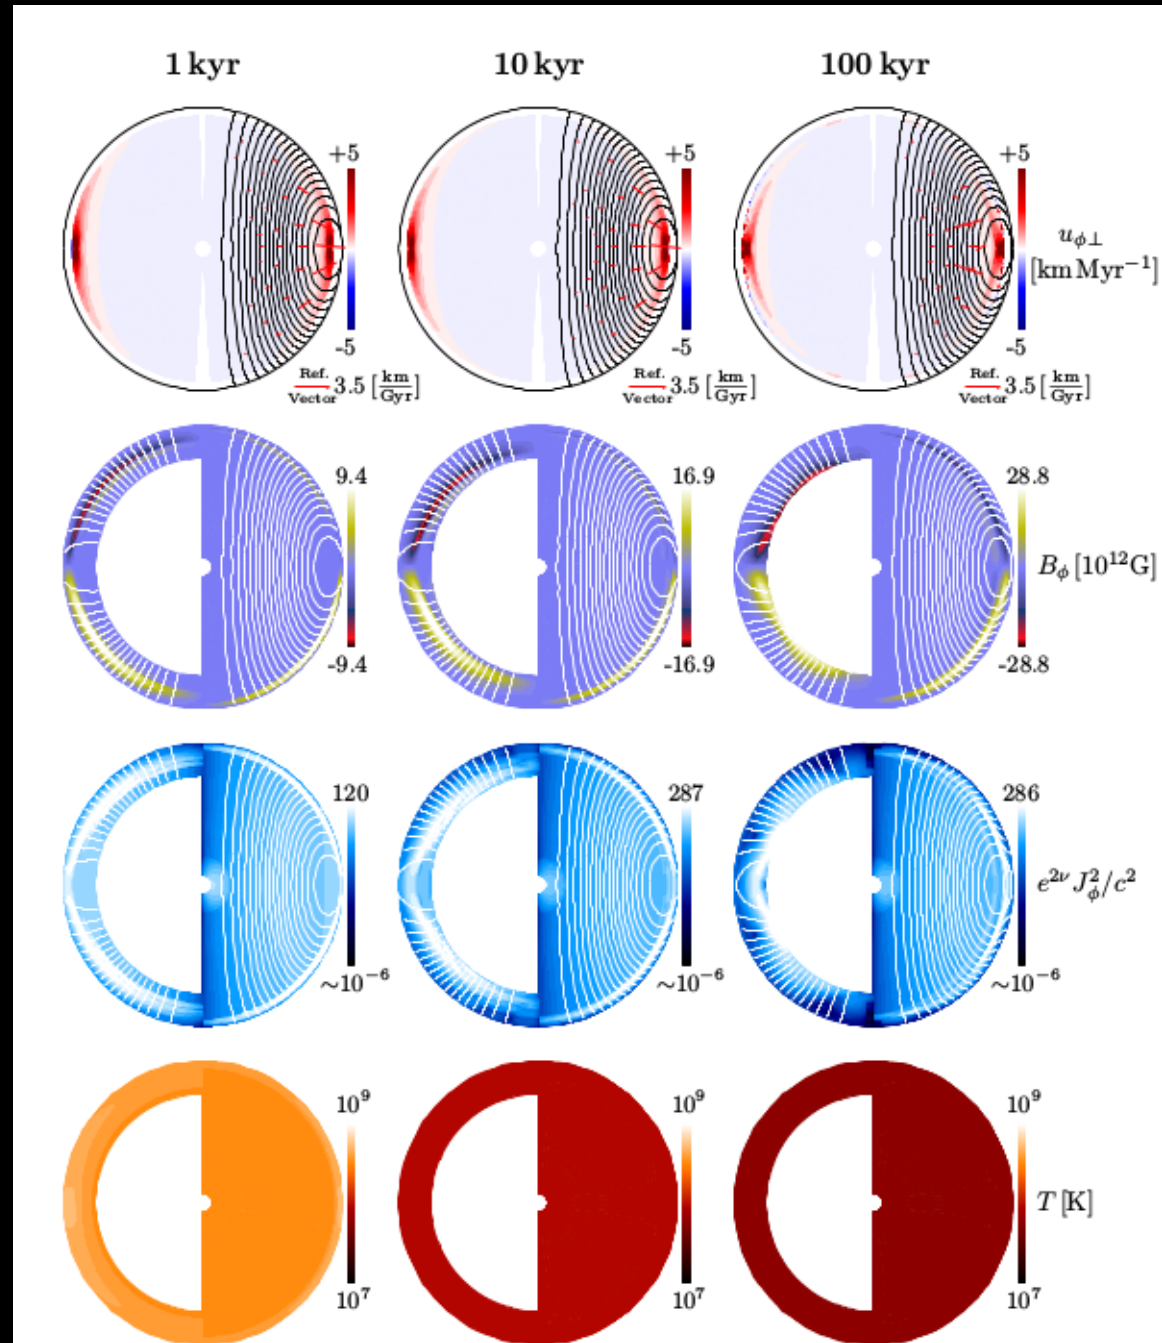 1 kyr 10 kyr 100 kyr
+5 +5 +5
u_{ϕ⊥}
[km Myr⁻¹]
-5 -5 -5
Ref. Vector 3.5 [km/Gyr] Ref. Vector 3.5 [km/Gyr] Ref. Vector 3.5 [km/Gyr]
9.4 16.9 28.8
B_ϕ [10¹²G]
-9.4 -16.9 -28.8
120 287 286
e^{2ν} J_ϕ²/c²
~10⁻⁶ ~10⁻⁶ ~10⁻⁶
10⁹ 10⁹ 10⁹
T [K]
10⁷ 10⁷ 10⁷